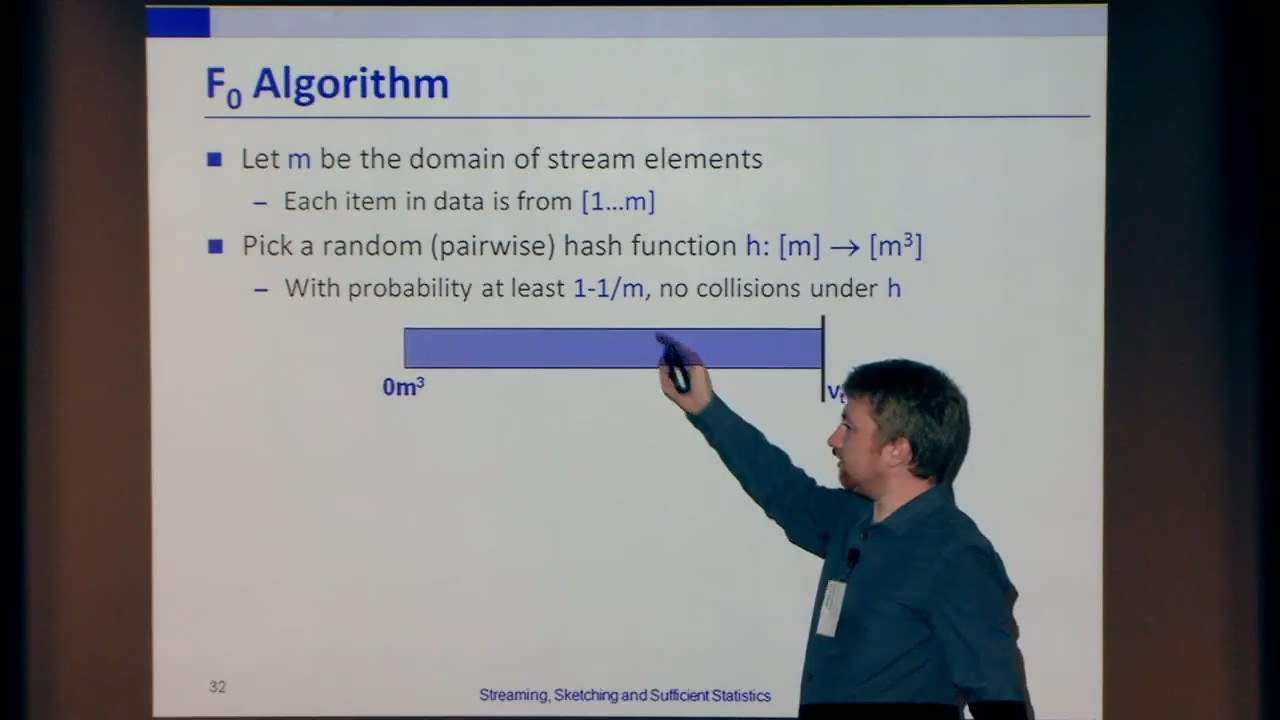 F₀ Algorithm
■ Let m be the domain of stream elements
– Each item in data is from [1…m]
■ Pick a random (pairwise) hash function h: [m] → [m³]
– With probability at least 1-1/m, no collisions under h
0m³
32
Streaming, Sketching and Sufficient Statistics